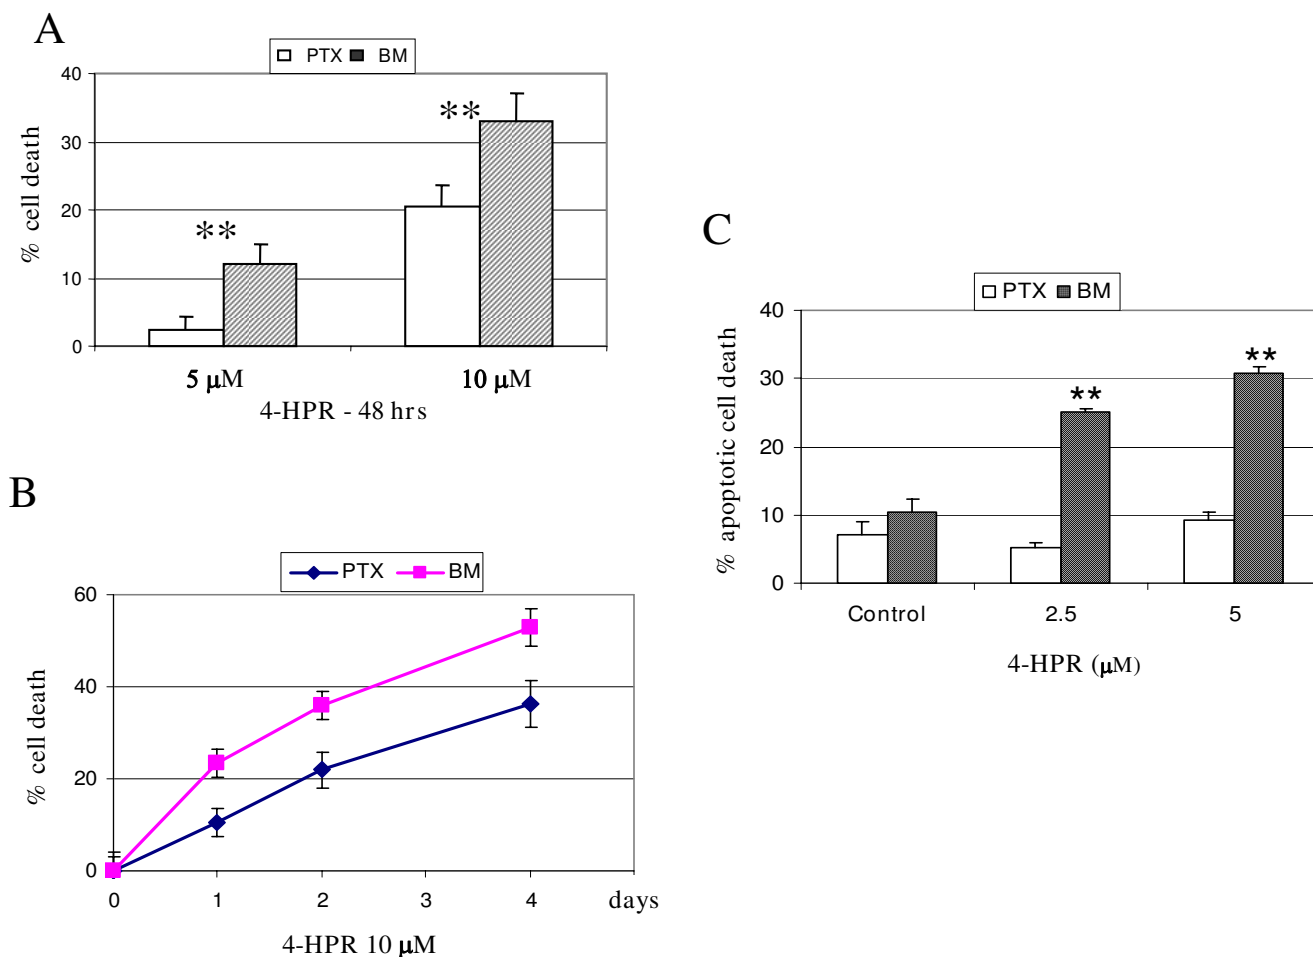 A
PTX BM
40
30
20
10
0
% cell death
**
**
5 µM 10 µM
4-HPR - 48 hrs
B
PTX BM
60
40
20
0
% cell death
0 1 2 3 4 days
4-HPR 10 µM
C
PTX BM
40
30
20
10
0
% apoptotic cell death
**
**
Control 2.5 5
4-HPR (µM)